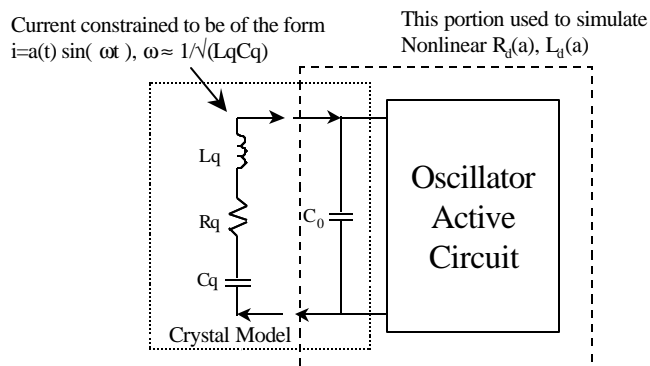 Current constrained to be of the form
i=a(t) sin( ωt ), ω≈ 1/√(LqCq)
This portion used to simulate
Nonlinear R_d(a), L_d(a)
Lq
Rq
Cq
C_0
Oscillator
Active
Circuit
Crystal Model